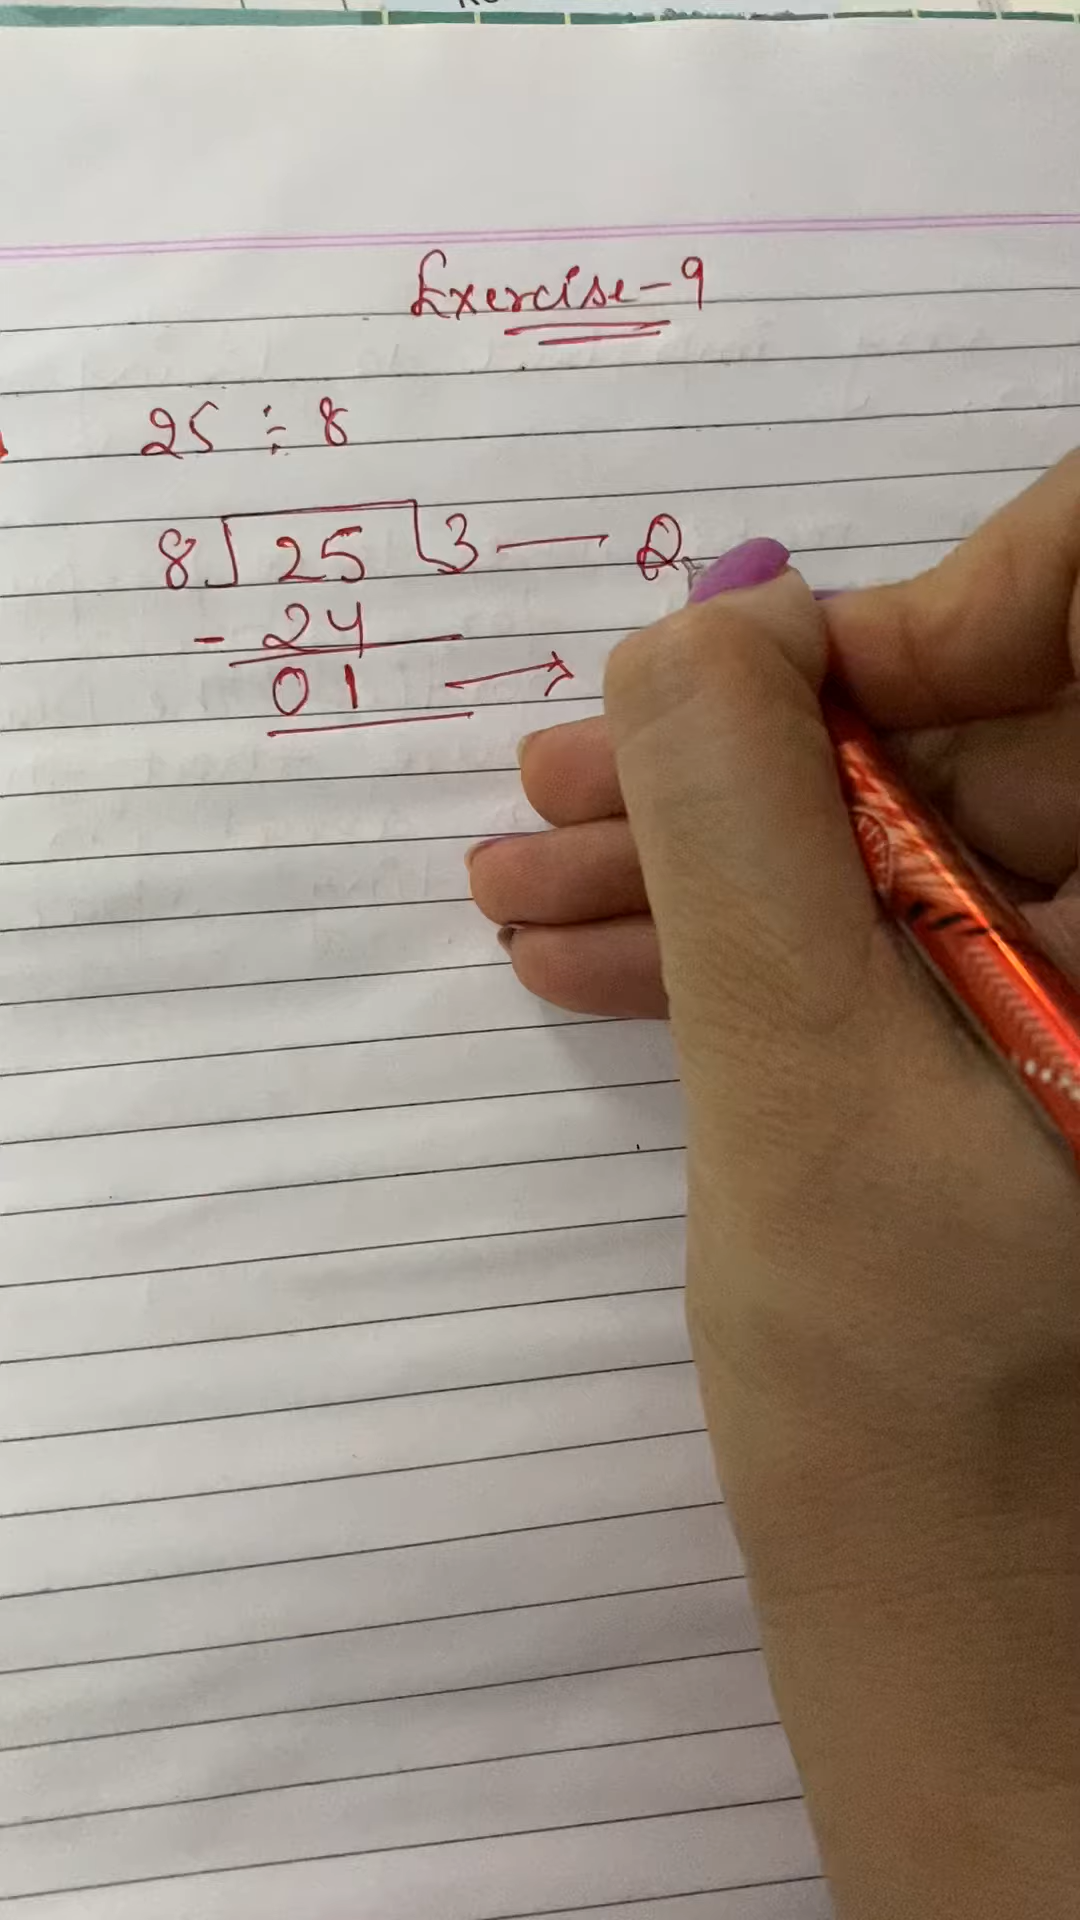 Exercise-9
25 ÷ 8
8 25 3 — Q
- 24
01 →